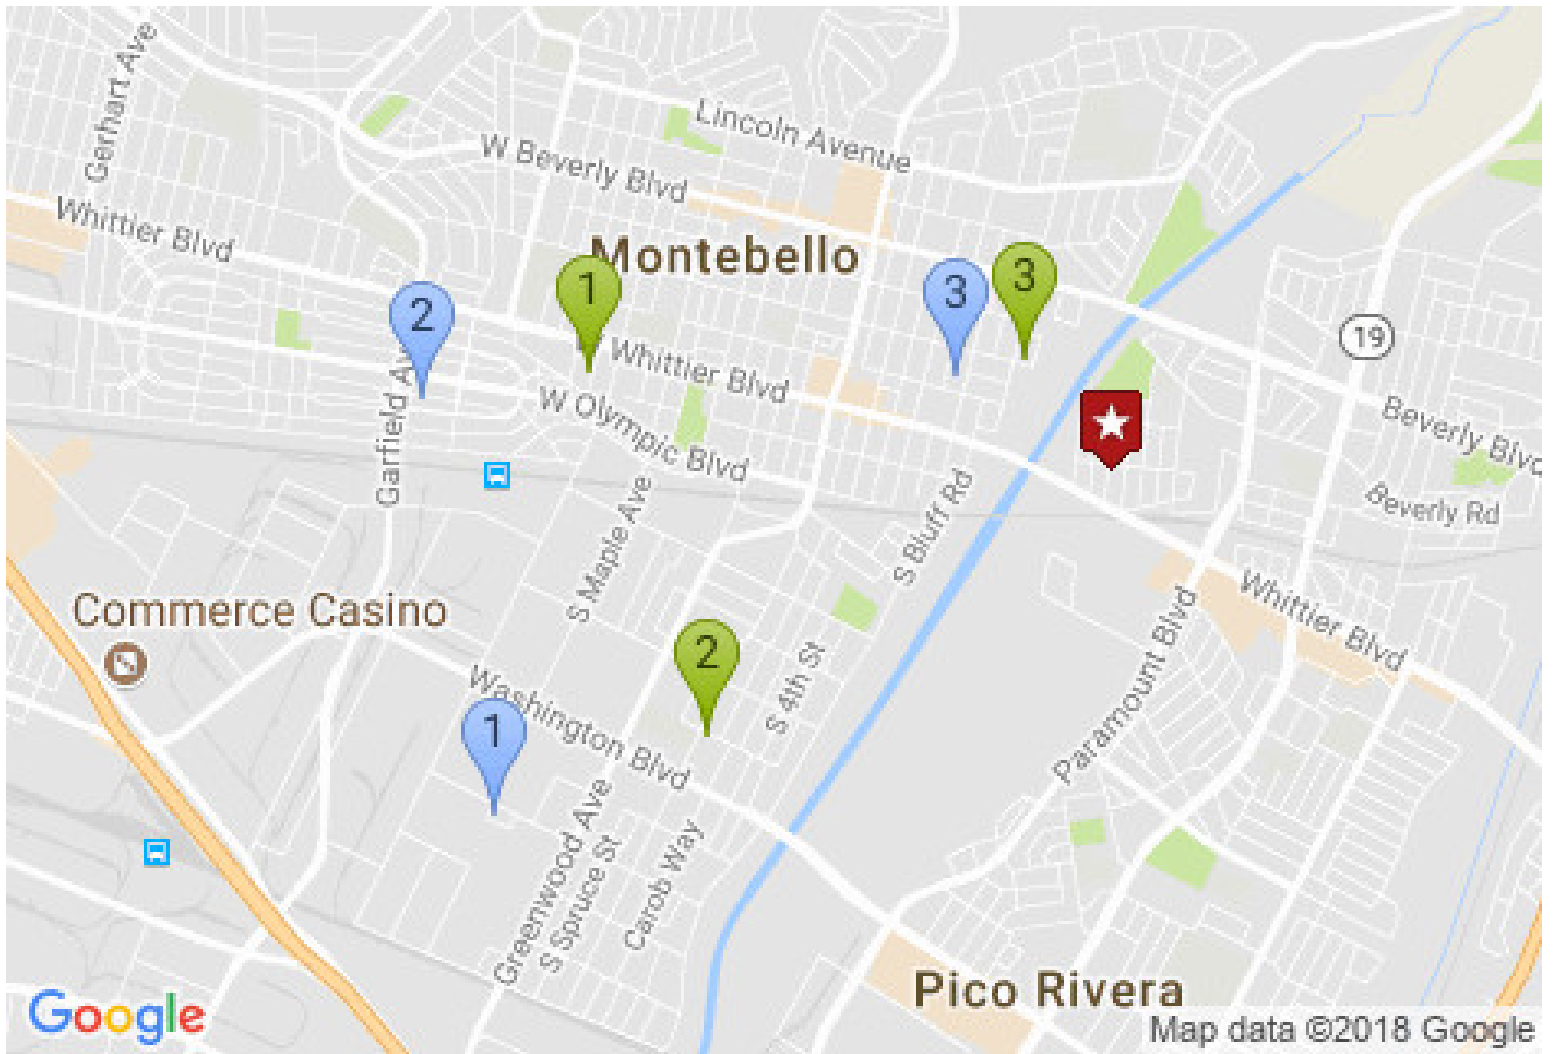 Gerhart Ave
Lincoln Avenue
W Beverly Blvd
Whittier Blvd
Montebello
3
3
1
2
19
W Whittier Blvd
W Olympic Blvd
Garfield Ave
Beverly Blvd
Beverly Rd
S Maple Ave
S Bluff Rd
Commerce Casino
Whittier Blvd
2
S 4th St
Paramount Blvd
1
Washington Blvd
Greenwood Ave
S Spruce St
Carob Way
Pico Rivera
Google
Map data ©2018 Google